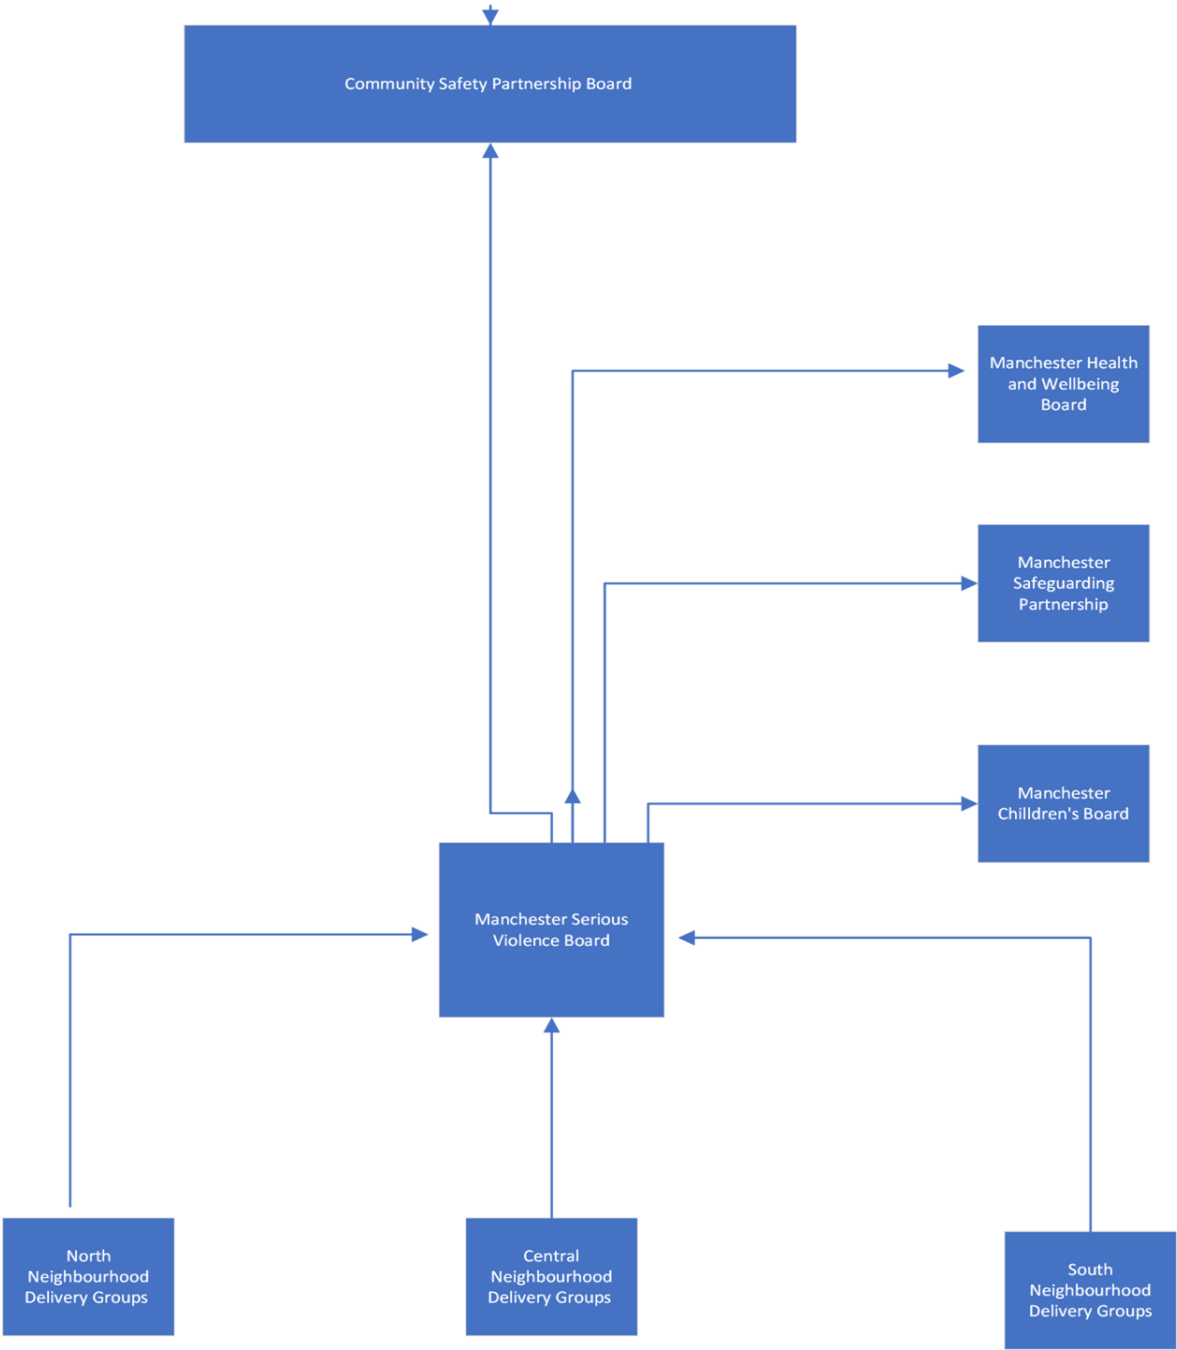 Community Safety Partnership Board
Manchester Health
and Wellbeing
Board
Manchester
Safeguarding
Partnership
Manchester
Chilldren's Board
Manchester Serious
Violence Board
North
Neighbourhood
Delivery Groups
Central
Neighbourhood
Delivery Groups
South
Neighbourhood
Delivery Groups